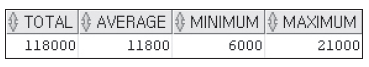 TOTAL AVERAGE MINIMUM MAXIMUM
118000 11800 6000 21000